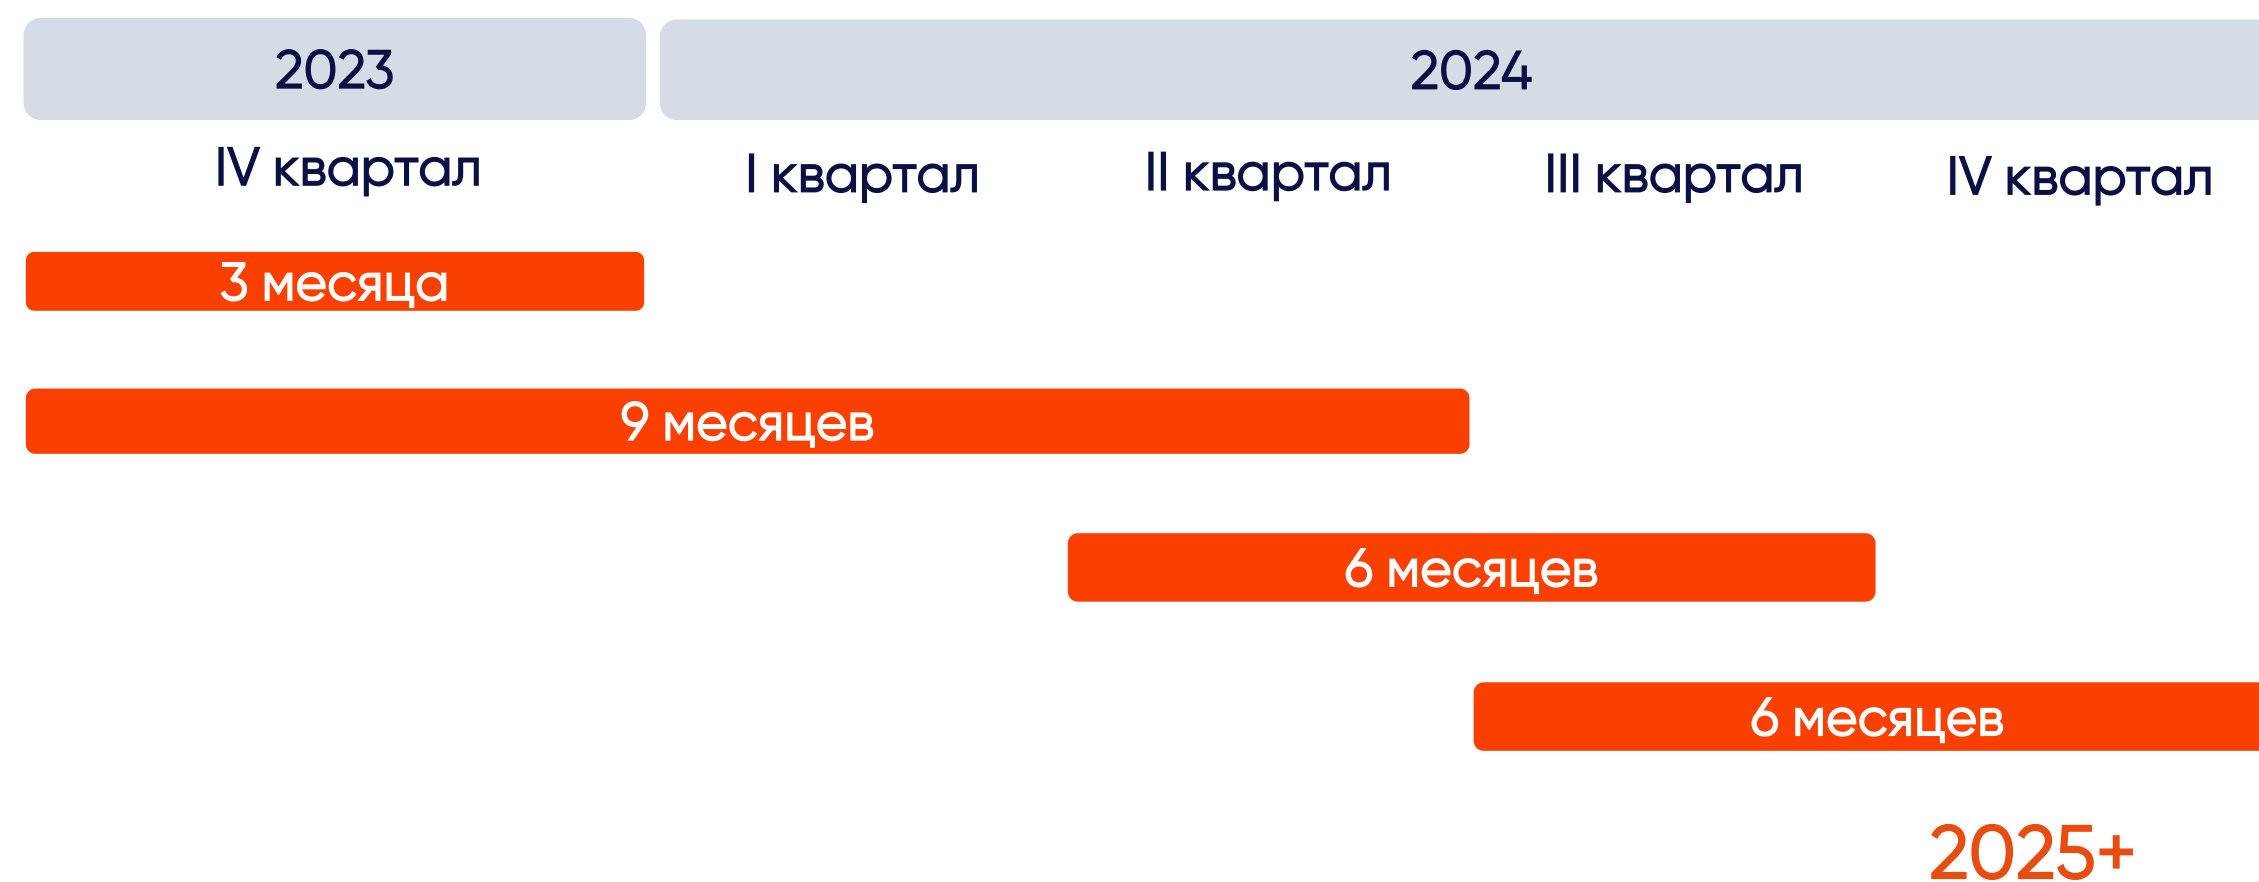 2023 2024
IV квартал I квартал II квартал III квартал IV квартал
3 месяца
9 месяцев
6 месяцев
6 месяцев
2025+